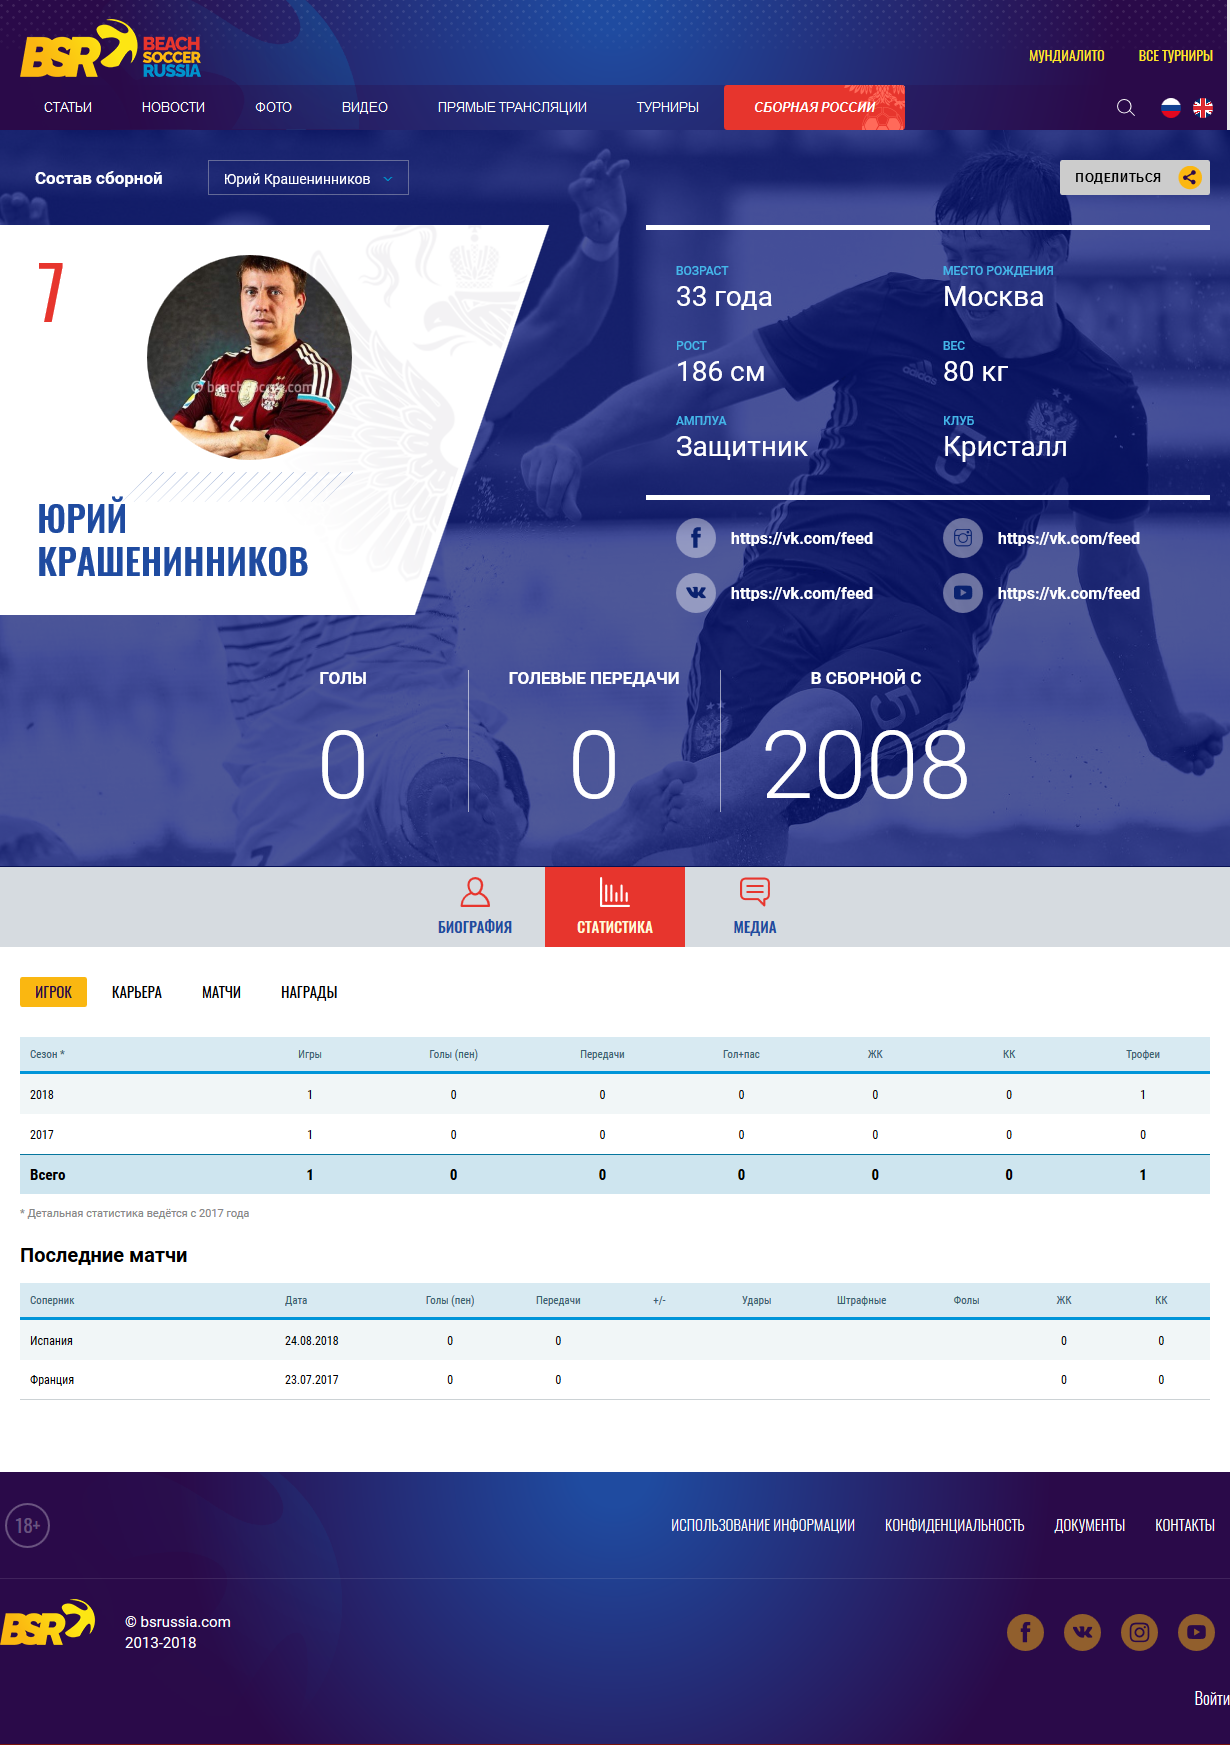 BSR BEACH
SOCCER
RUSSIA
МУНДИАЛИТО ВСЕ ТУРНИРЫ
СТАТЬИ НОВОСТИ ФОТО ВИДЕО ПРЯМЫЕ ТРАНСЛЯЦИИ ТУРНИРЫ СБОРНАЯ РОССИИ
Состав сборной Юрий Крашенинников ПОДЕЛИТЬСЯ
7
© beachsoccer.com
5
ЮРИЙ
КРАШЕНИННИКОВ
ВОЗРАСТ МЕСТО РОЖДЕНИЯ
33 года Москва
РОСТ ВЕС
186 см 80 кг
АМПЛУА КЛУБ
Защитник Кристалл
https://vk.com/feed https://vk.com/feed
https://vk.com/feed https://vk.com/feed
ГОЛЫ ГОЛЕВЫЕ ПЕРЕДАЧИ В СБОРНОЙ С
0 0 2008
БИОГРАФИЯ СТАТИСТИКА МЕДИА
ИГРОК КАРЬЕРА МАТЧИ НАГРАДЫ
Сезон * Игры Голы (пен) Передачи Гол+пас ЖК КК Трофеи
2018 1 0 0 0 0 0 1
2017 1 0 0 0 0 0 0
Всего 1 0 0 0 0 0 1
* Детальная статистика ведётся с 2017 года
Последние матчи
Соперник Дата Голы (пен) Передачи +/- Удары Штрафные Фолы ЖК КК
Испания 24.08.2018 0 0 0 0
Франция 23.07.2017 0 0 0 0
18+
ИСПОЛЬЗОВАНИЕ ИНФОРМАЦИИ КОНФИДЕНЦИАЛЬНОСТЬ ДОКУМЕНТЫ КОНТАКТЫ
BSR © bsrussia.com
2013-2018
Войти